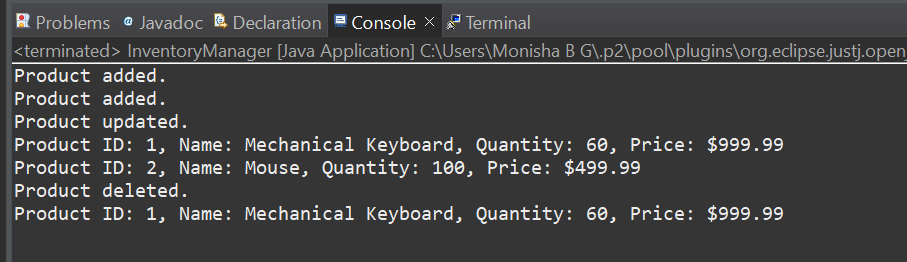 Problems @ Javadoc Declaration Console × Terminal
<terminated> InventoryManager [Java Application] C:\Users\Monisha B G\.p2\pool\plugins\org.eclipse.justj.open
Product added.
Product added.
Product updated.
Product ID: 1, Name: Mechanical Keyboard, Quantity: 60, Price: $999.99
Product ID: 2, Name: Mouse, Quantity: 100, Price: $499.99
Product deleted.
Product ID: 1, Name: Mechanical Keyboard, Quantity: 60, Price: $999.99